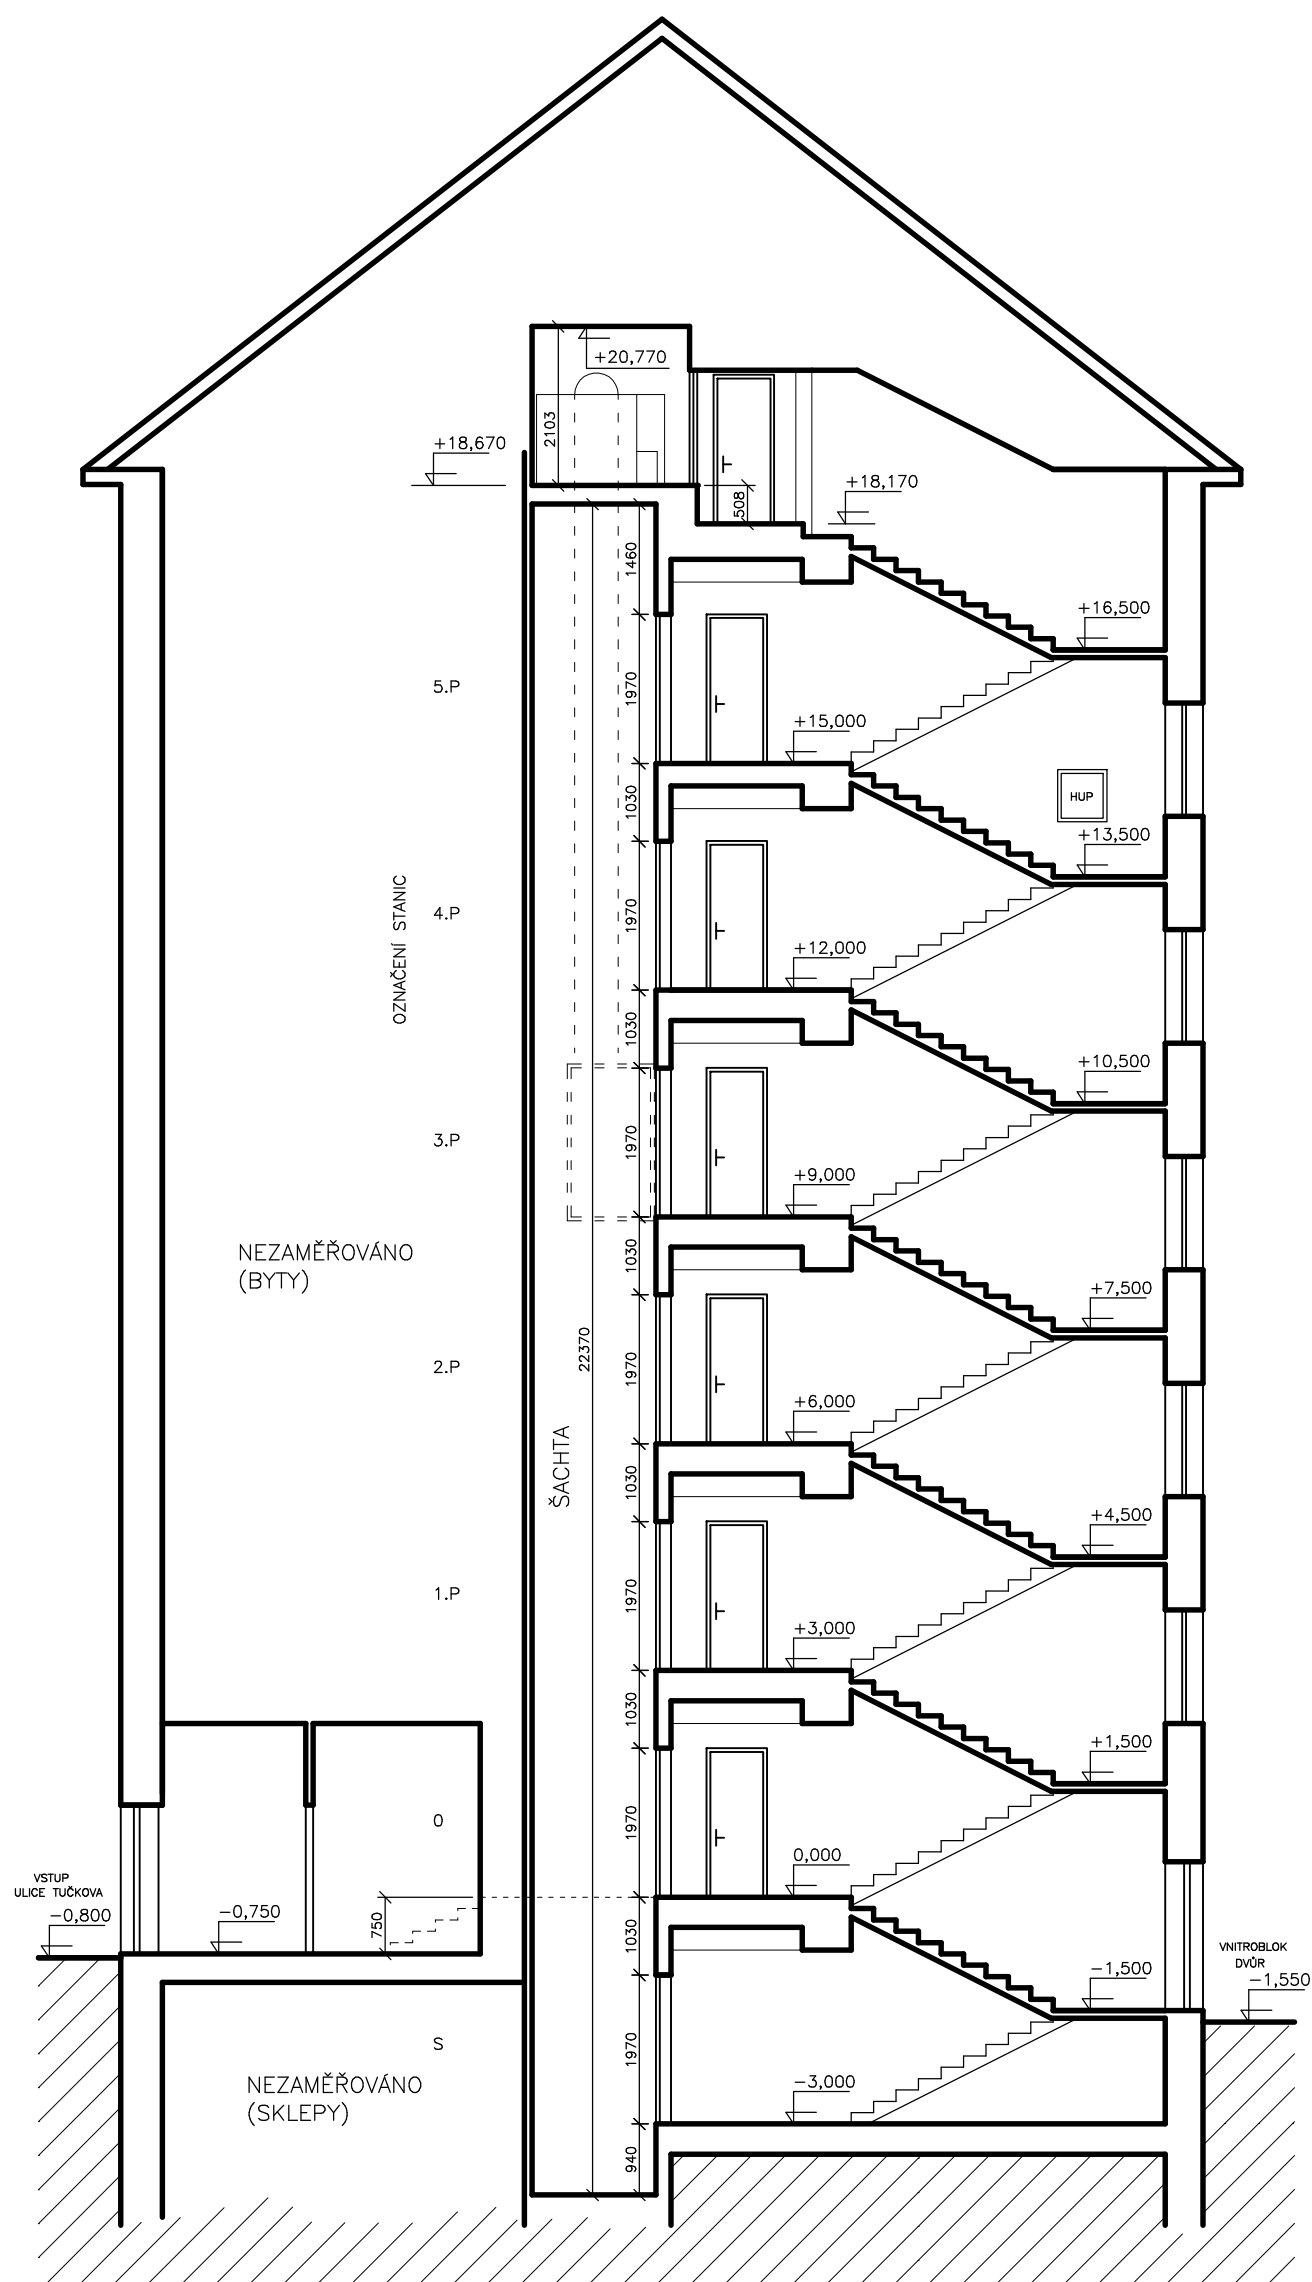 +20,770
2103
+18,670
+18,170
508
1460
+16,500
5.P
1970
+15,000
1030
HUP
+13,500
OZNAČENÍ STANIC
4.P
1970
+12,000
1030
+10,500
3.P
1970
+9,000
1030
NEZAMĚŘOVÁNO
(BYTY)
+7,500
22370
2.P
1970
+6,000
ŠACHTA
1030
+4,500
1.P
1970
+3,000
1030
+1,500
0
1970
0,000
VSTUP
ULICE TUČKOVA
-0,800
-0,750
750
1030
VNITROBLOK
DVŮR
-1,550
-1,500
S
1970
NEZAMĚŘOVÁNO
(SKLEPY)
-3,000
940